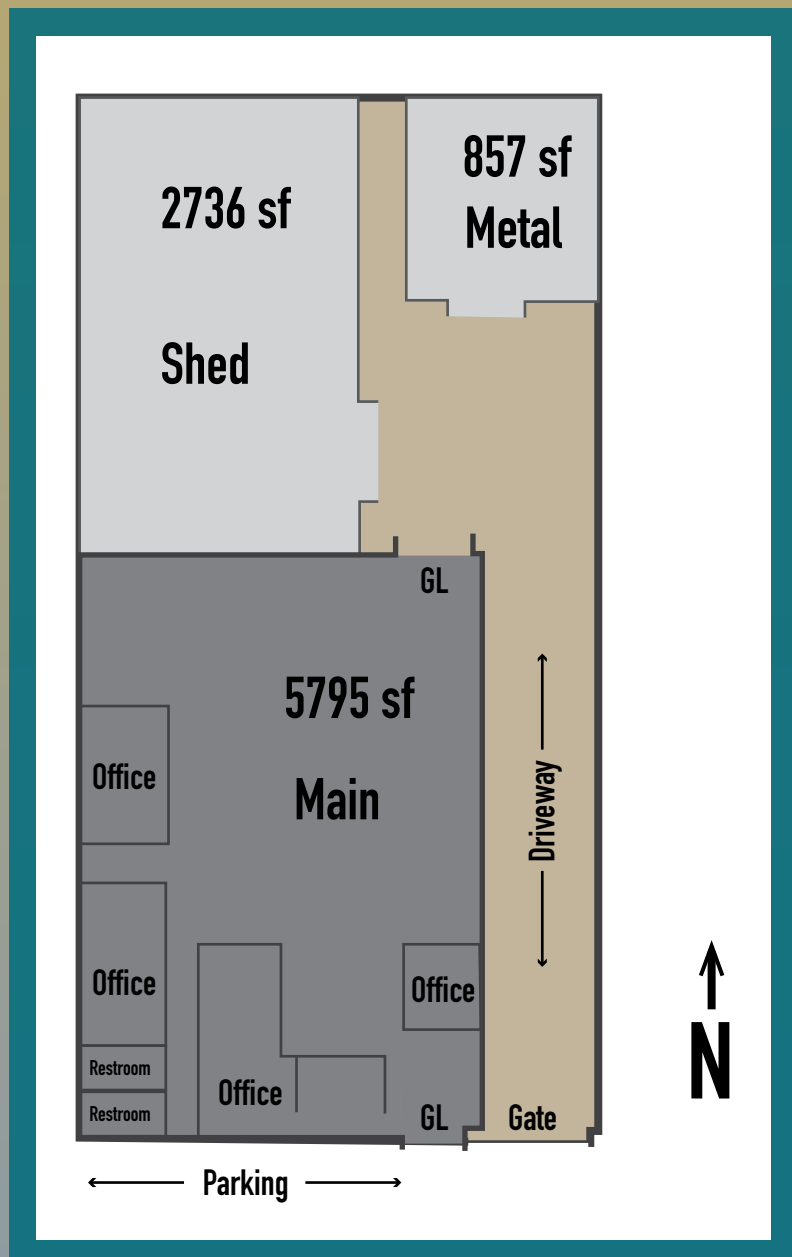 2736 sf
Shed
857 sf
Metal
GL
5795 sf
Main
Office
Driveway
Office
Office
Restroom
Restroom
Office
GL
Gate
Parking
N